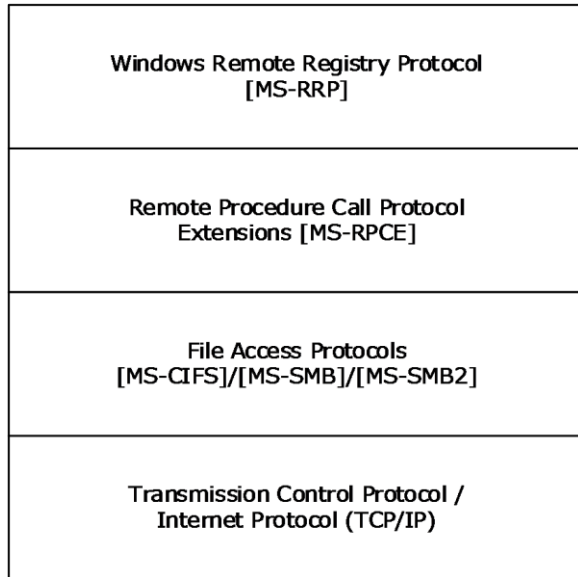 Windows Remote Registry Protocol
[MS-RRP]
Remote Procedure Call Protocol
Extensions [MS-RPCE]
File Access Protocols
[MS-CIFS]/[MS-SMB]/[MS-SMB2]
Transmission Control Protocol /
Internet Protocol (TCP/IP)